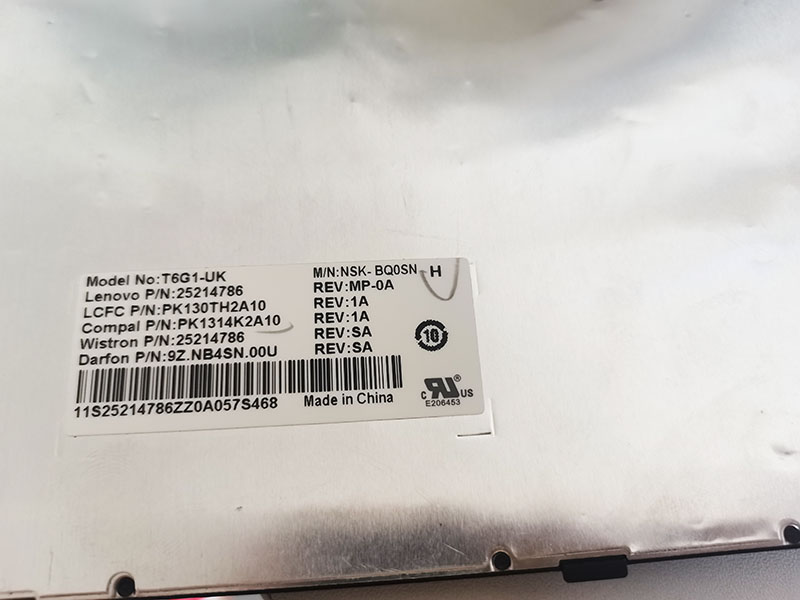 Model No:T6G1-UK
M/N:NSK- BQ0SN H
Lenovo P/N:25214786 REV:MP-0A
LCFC P/N:PK130TH2A10 REV:1A
Compal P/N:PK1314K2A10 REV:1A
Wistron P/N:25214786 REV:SA
Darfon P/N:9Z.NB4SN.00U REV:SA
10
11S25214786ZZ0A057S468
Made in China
c RU ® US
E206453